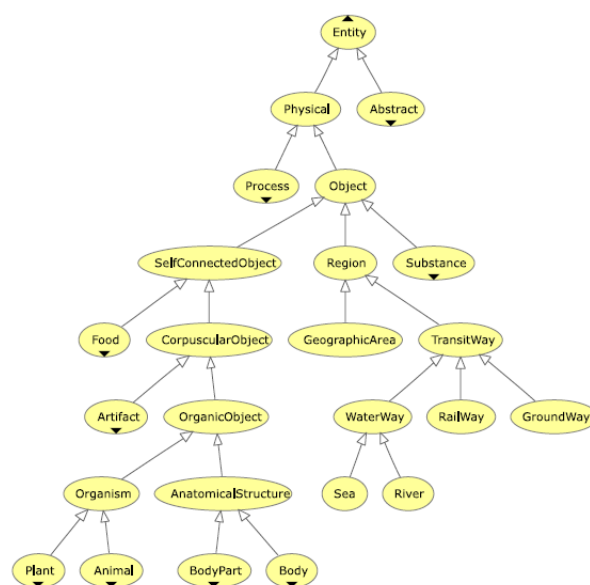 Entity
Physical
Abstract
Process
Object
SelfConnectedObject
Region
Substance
Food
CorpuscularObject
GeographicArea
TransitWay
Artifact
OrganicObject
WaterWay
RailWay
GroundWay
Organism
AnatomicalStructure
Sea
River
Plant
Animal
BodyPart
Body